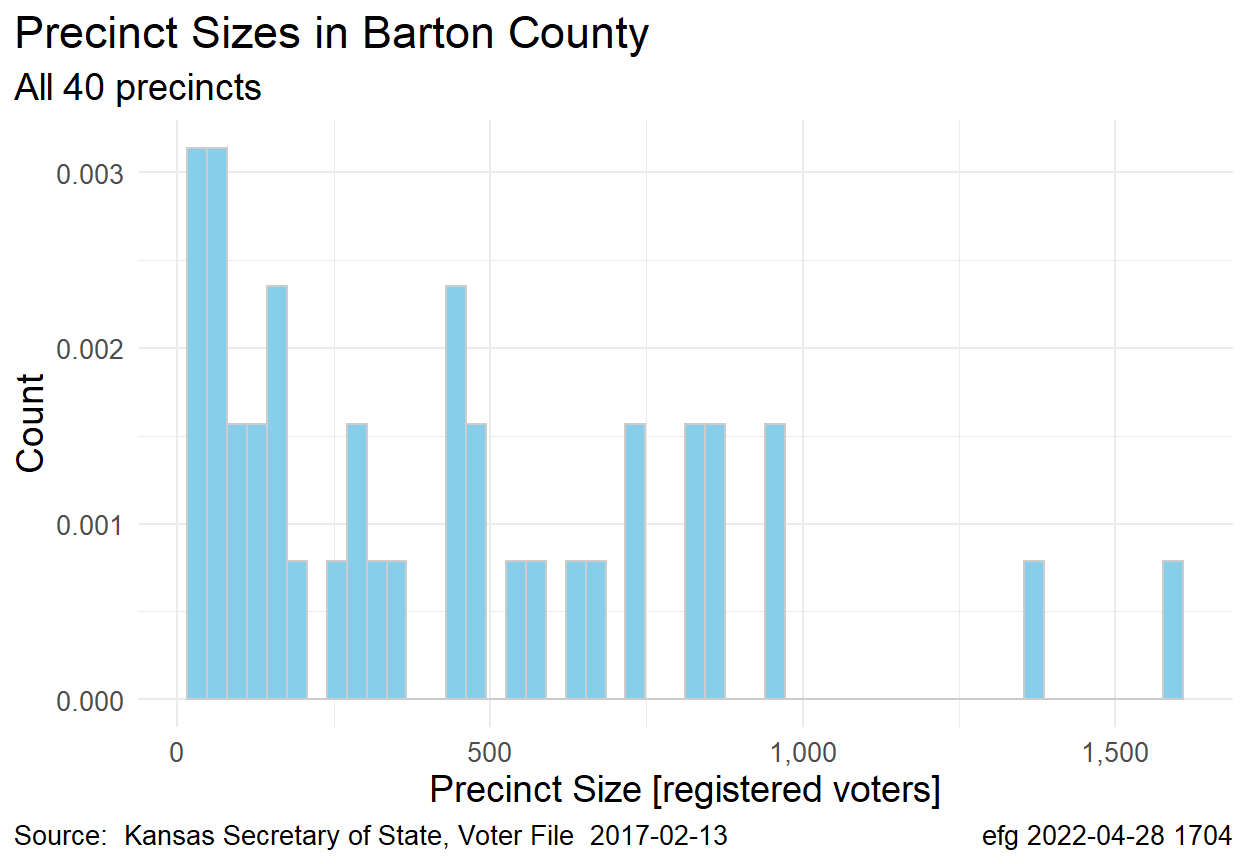 Precinct Sizes in Barton County
All 40 precincts
0.003
0.002
0.001
0.000
Count
0 500 1,000 1,500
Precinct Size [registered voters]
Source:  Kansas Secretary of State, Voter File  2017-02-13 efg 2022-04-28 1704